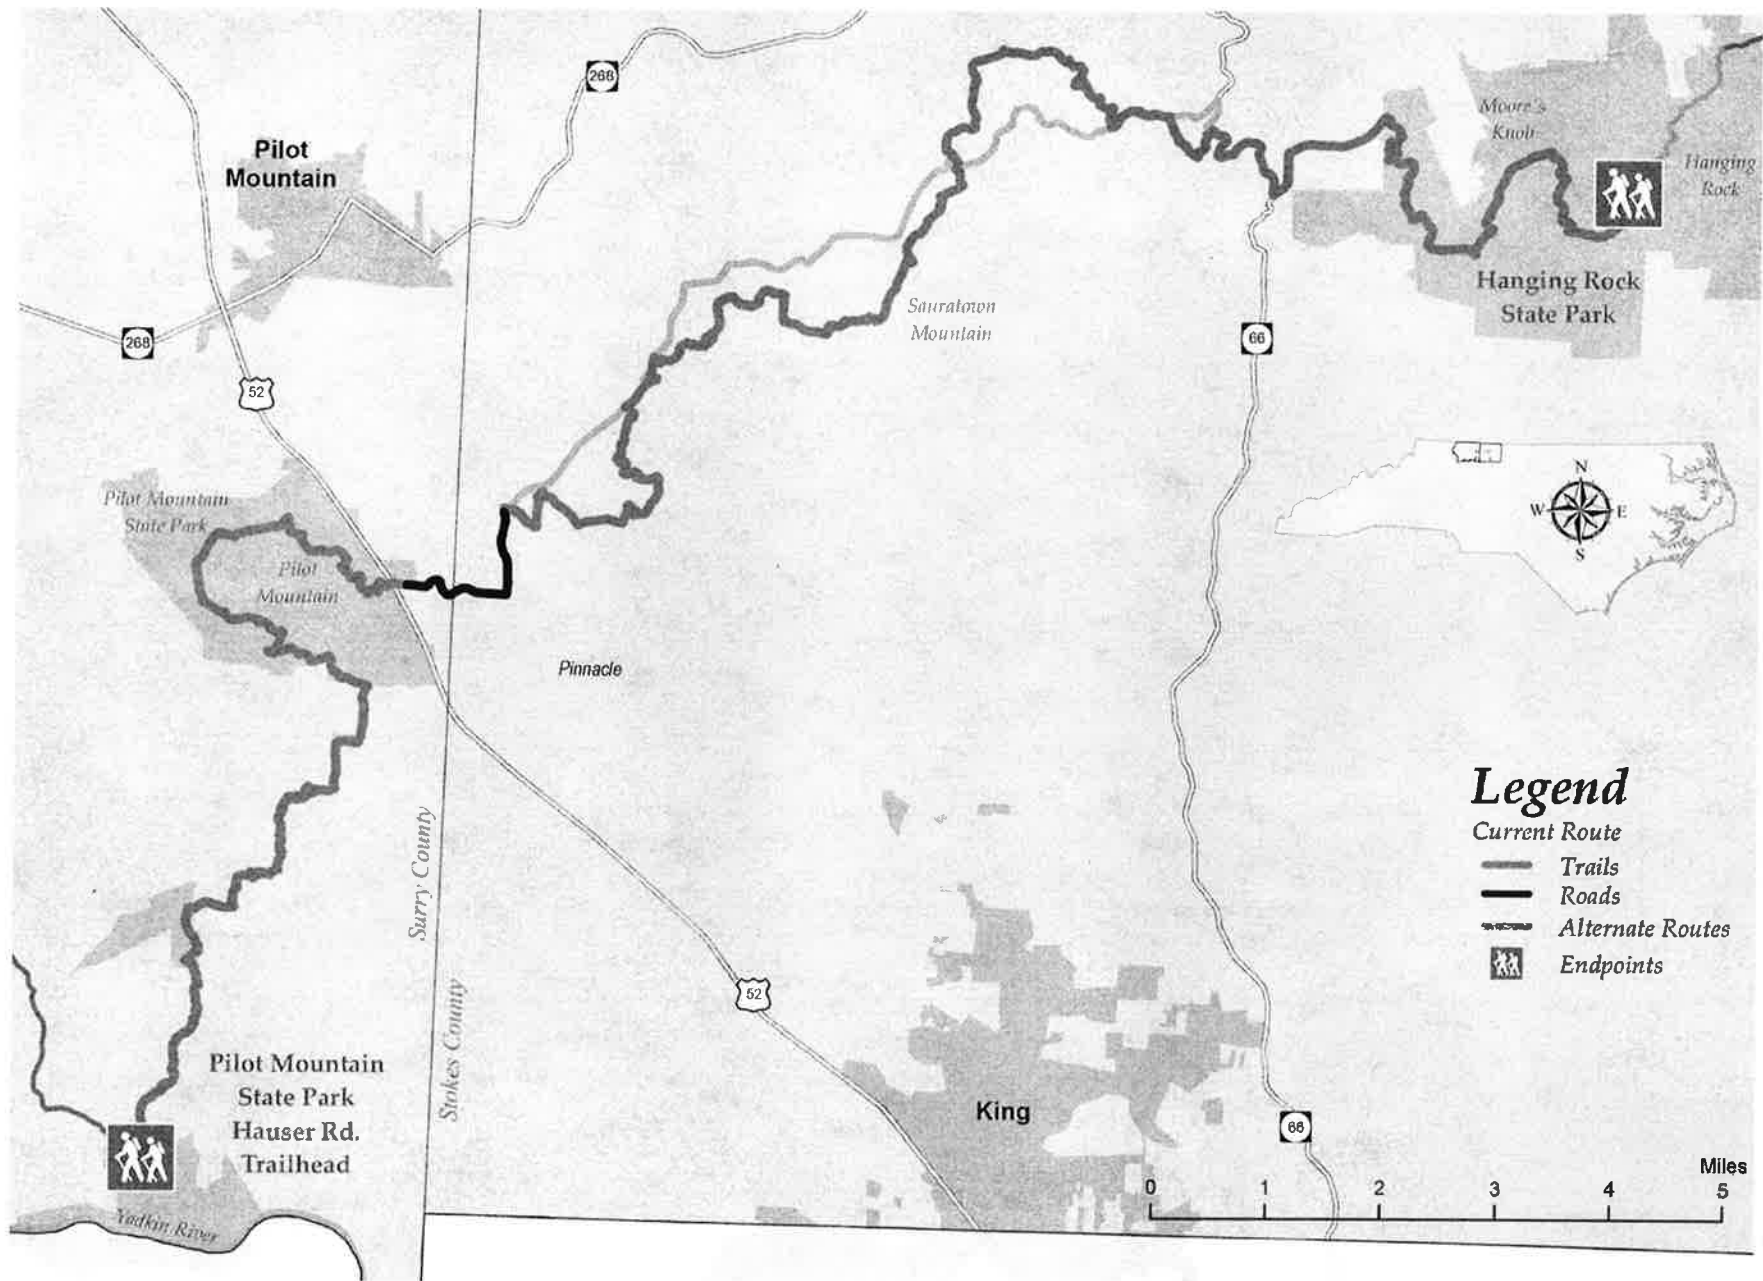 268
Pilot
Mountain
Moore's
Knob
Hanging
Rock
Hanging Rock
State Park
Sauratown
Mountain
268
66
52
N
W
E
S
Pilot Mountain
State Park
Pilot
Mountain
Pinnacle
Legend
Current Route
Trails
Roads
Alternate Routes
Endpoints
Surry County
Stokes County
52
Pilot Mountain
State Park
Hauser Rd.
Trailhead
King
66
Miles
0 1 2 3 4 5
Yadkin River